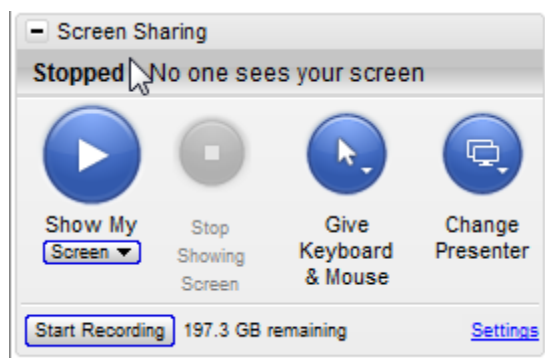 Screen Sharing
Stopped No one sees your screen
Show My
Screen
Stop
Showing
Screen
Give
Keyboard
& Mouse
Change
Presenter
Start Recording 197.3 GB remaining Settings